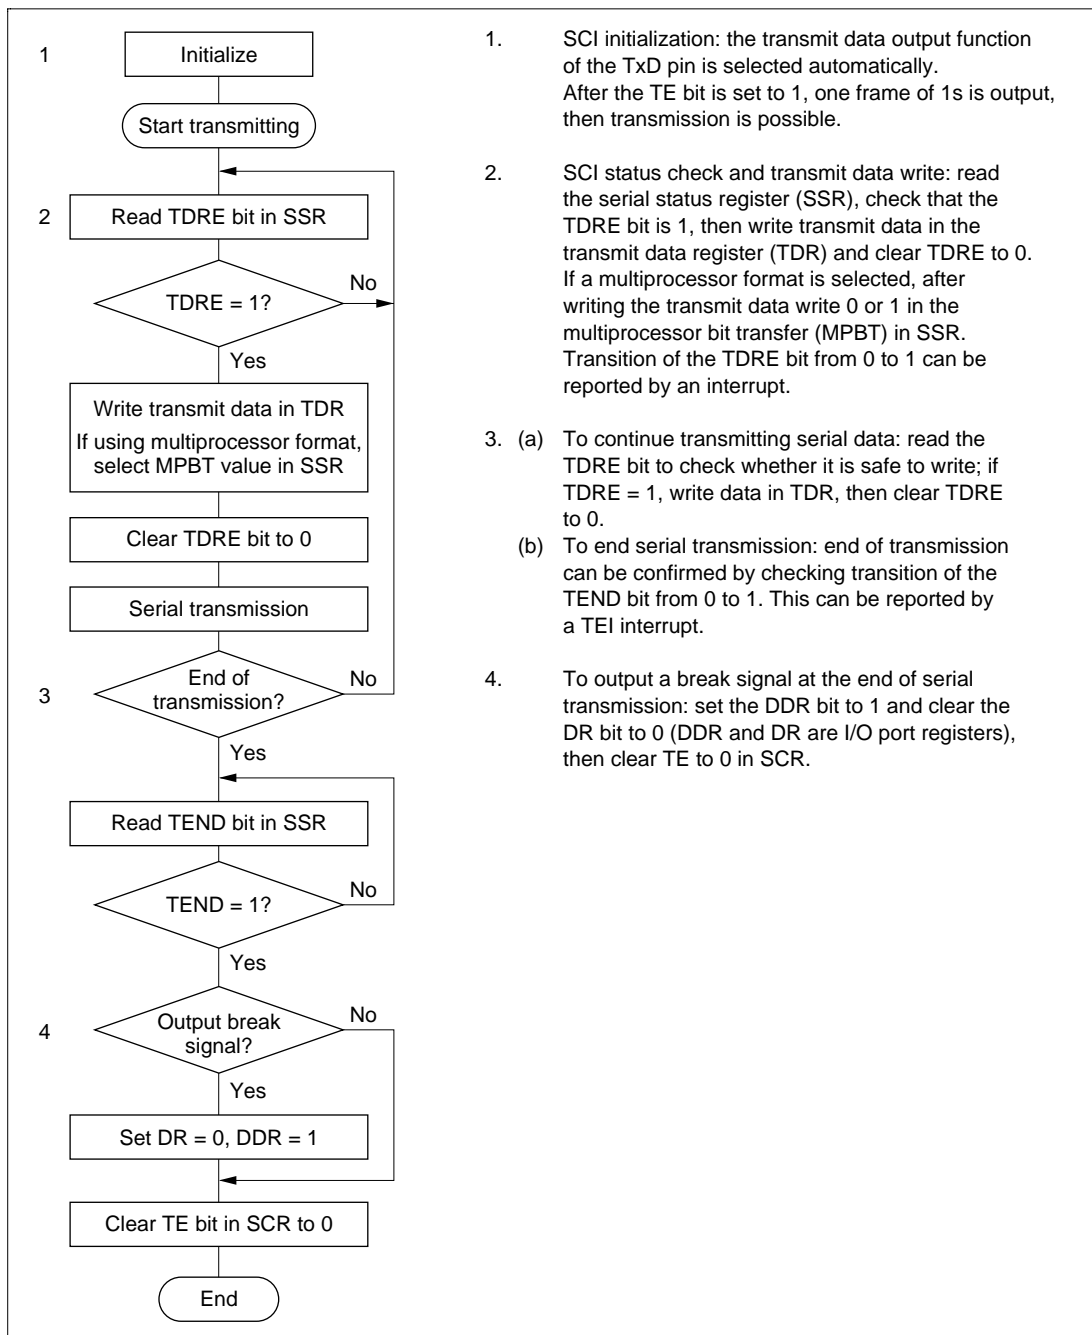 1
Initialize
Start transmitting
2
Read TDRE bit in SSR
TDRE = 1?
No
Yes
Write transmit data in TDR
If using multiprocessor format,
select MPBT value in SSR
Clear TDRE bit to 0
Serial transmission
3
End of
transmission?
No
Yes
Read TEND bit in SSR
TEND = 1?
No
Yes
4
Output break
signal?
No
Yes
Set DR = 0, DDR = 1
Clear TE bit in SCR to 0
End
1. SCI initialization: the transmit data output function
of the TxD pin is selected automatically.
After the TE bit is set to 1, one frame of 1s is output,
then transmission is possible.
2. SCI status check and transmit data write: read
the serial status register (SSR), check that the
TDRE bit is 1, then write transmit data in the
transmit data register (TDR) and clear TDRE to 0.
If a multiprocessor format is selected, after
writing the transmit data write 0 or 1 in the
multiprocessor bit transfer (MPBT) in SSR.
Transition of the TDRE bit from 0 to 1 can be
reported by an interrupt.
3. (a) To continue transmitting serial data: read the
TDRE bit to check whether it is safe to write; if
TDRE = 1, write data in TDR, then clear TDRE
to 0.
(b) To end serial transmission: end of transmission
can be confirmed by checking transition of the
TEND bit from 0 to 1. This can be reported by
a TEI interrupt.
4. To output a break signal at the end of serial
transmission: set the DDR bit to 1 and clear the
DR bit to 0 (DDR and DR are I/O port registers),
then clear TE to 0 in SCR.